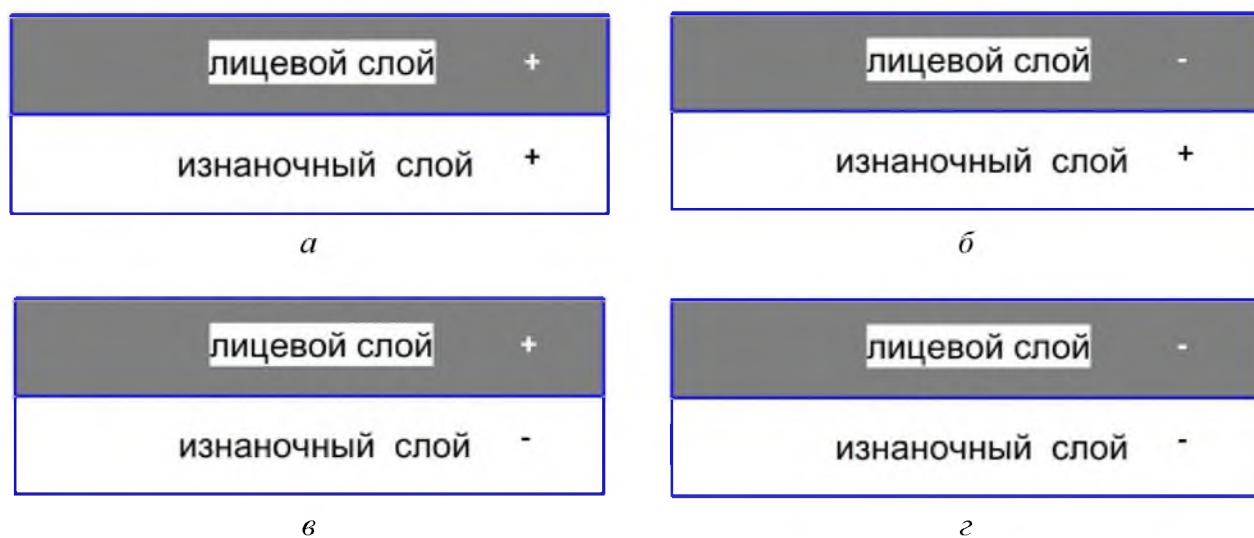 лицевой слой +
изнаночный слой +
а
лицевой слой -
изнаночный слой +
б
лицевой слой +
изнаночный слой -
в
лицевой слой -
изнаночный слой -
г